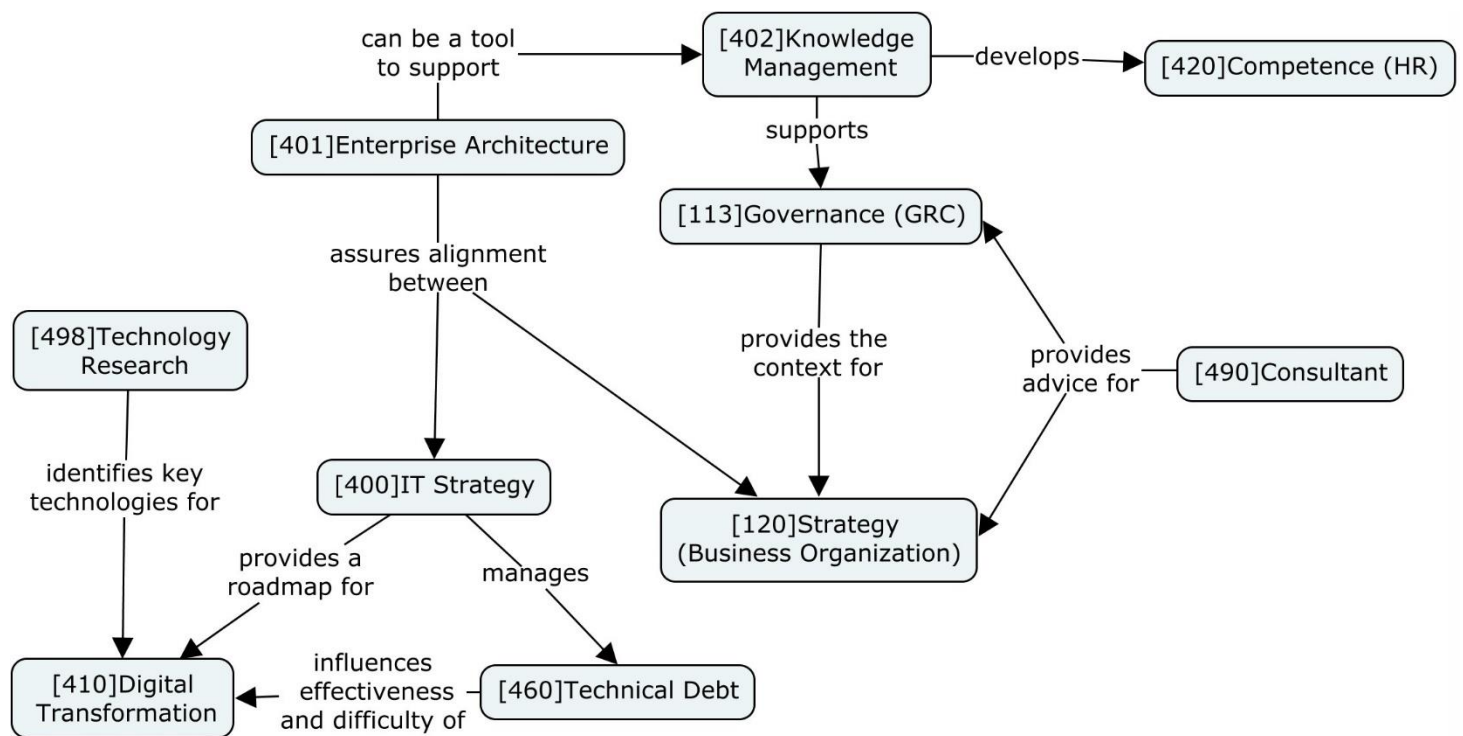 can be a tool
to support
[402]Knowledge
Management
develops
[420]Competence (HR)
[401]Enterprise Architecture
supports
[113]Governance (GRC)
assures alignment
between
[498]Technology
Research
provides the
context for
provides
advice for
[490]Consultant
identifies key
technologies for
[400]IT Strategy
[120]Strategy
(Business Organization)
provides a
roadmap for
manages
[410]Digital
Transformation
influences
effectiveness
and difficulty of
[460]Technical Debt